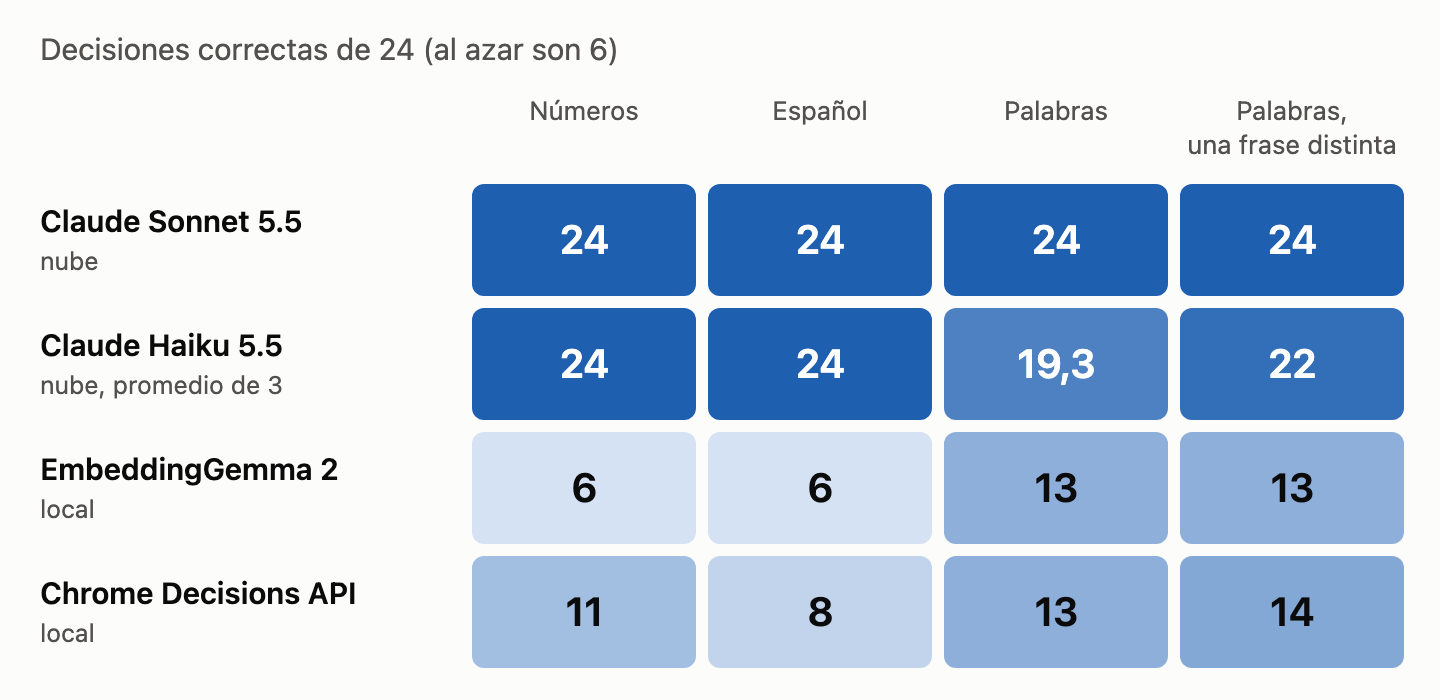 Decisiones correctas de 24 (al azar son 6)
Números Español Palabras Palabras,
una frase distinta
Claude Sonnet 5.5
nube
24 24 24 24
Claude Haiku 5.5
nube, promedio de 3
24 24 19,3 22
EmbeddingGemma 2
local
6 6 13 13
Chrome Decisions API
local
11 8 13 14